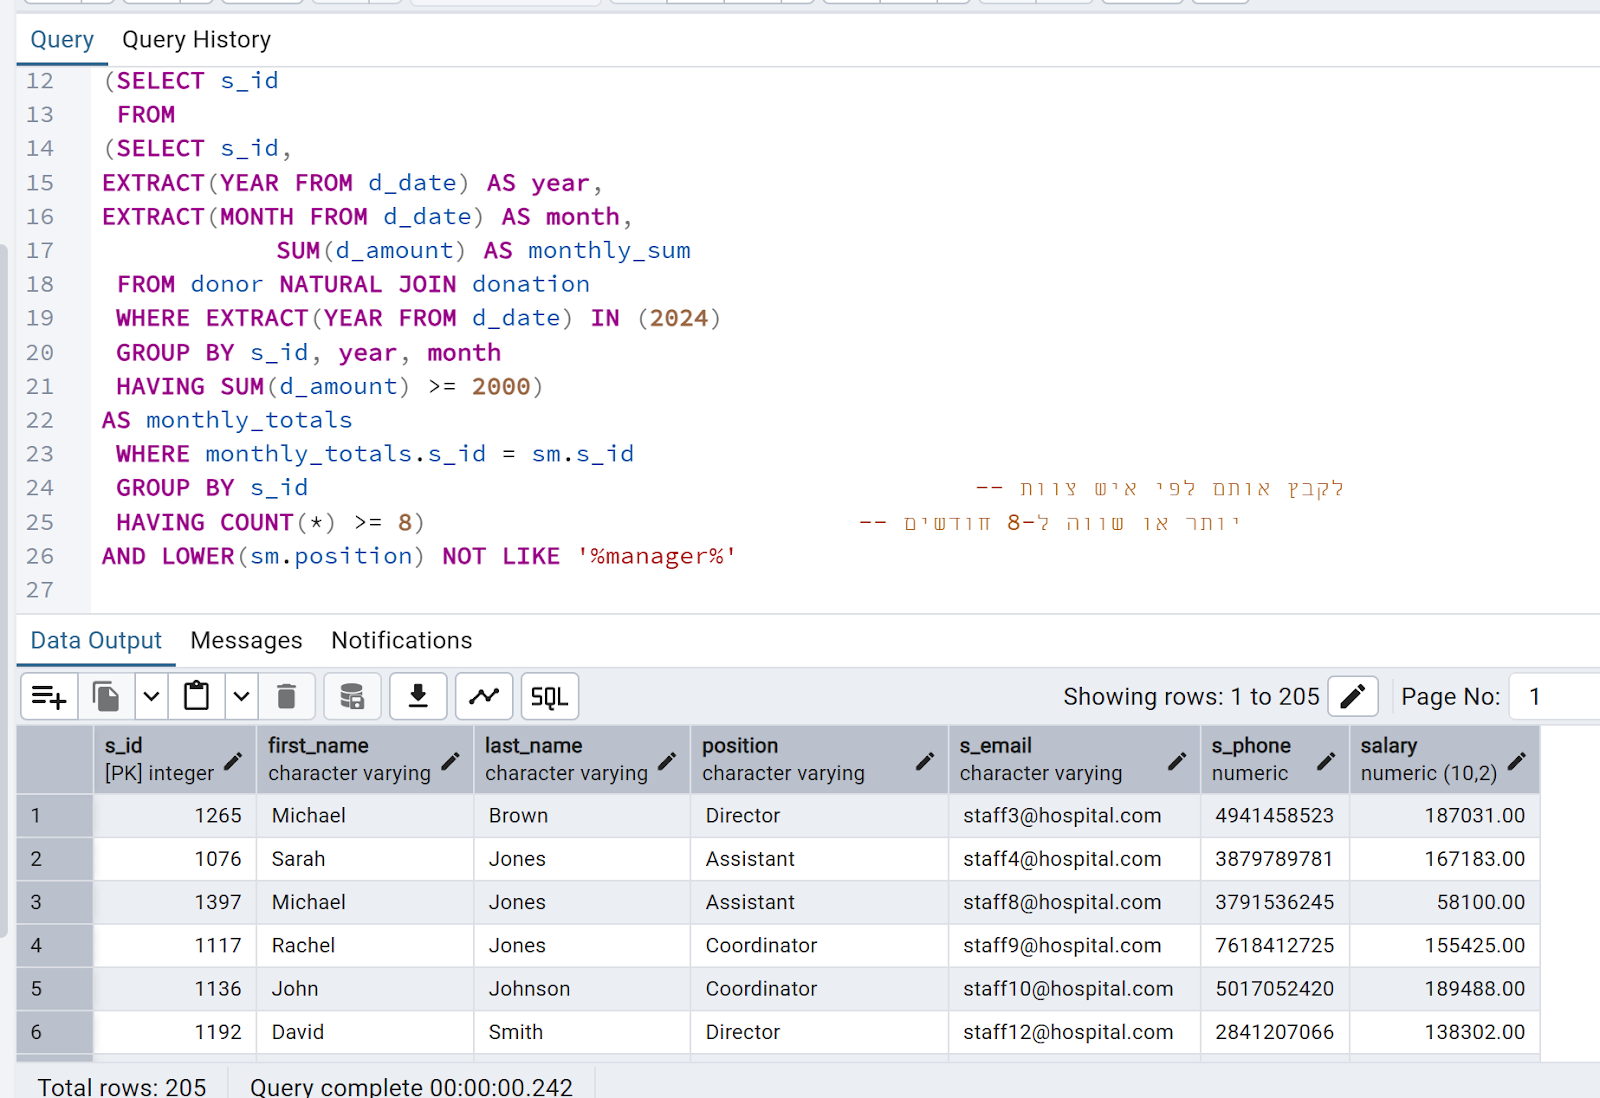 Query Query History
12 (SELECT s_id
13 FROM
14 (SELECT s_id,
15 EXTRACT(YEAR FROM d_date) AS year,
16 EXTRACT(MONTH FROM d_date) AS month,
17 SUM(d_amount) AS monthly_sum
18 FROM donor NATURAL JOIN donation
19 WHERE EXTRACT(YEAR FROM d_date) IN (2024)
20 GROUP BY s_id, year, month
21 HAVING SUM(d_amount) >= 2000)
22 AS monthly_totals
23 WHERE monthly_totals.s_id = sm.s_id
24 GROUP BY s_id -- לקבץ אותם לפי איש צוות
25 HAVING COUNT(*) >= 8) -- יותר או שווה ל-8 חודשים
26 AND LOWER(sm.position) NOT LIKE '%manager%'
27
Data Output Messages Notifications
SQL Showing rows: 1 to 205 Page No: 1
s_id first_name last_name position s_email s_phone salary
[PK] integer character varying character varying character varying character varying numeric numeric (10,2)
1 1265 Michael Brown Director staff3@hospital.com 4941458523 187031.00
2 1076 Sarah Jones Assistant staff4@hospital.com 3879789781 167183.00
3 1397 Michael Jones Assistant staff8@hospital.com 3791536245 58100.00
4 1117 Rachel Jones Coordinator staff9@hospital.com 7618412725 155425.00
5 1136 John Johnson Coordinator staff10@hospital.com 5017052420 189488.00
6 1192 David Smith Director staff12@hospital.com 2841207066 138302.00
Total rows: 205 Query complete 00:00:00.242